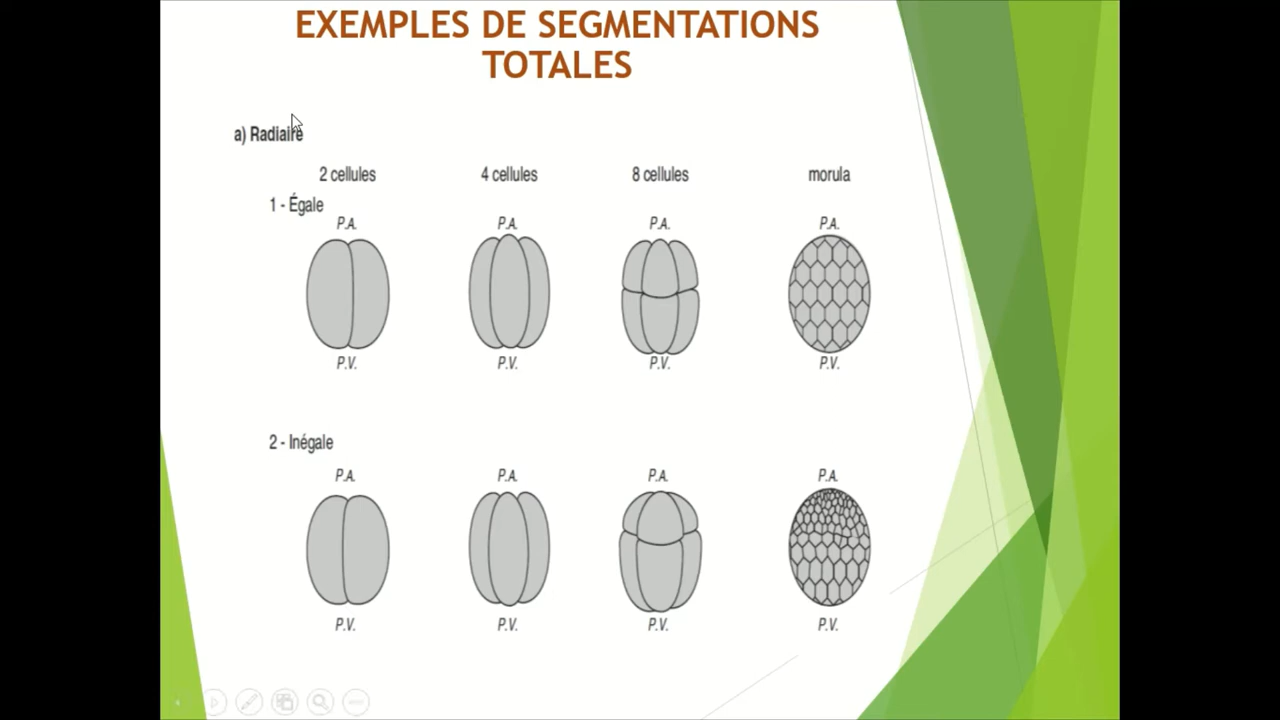 EXEMPLES DE SEGMENTATIONS
TOTALES
a) Radiaire
2 cellules 4 cellules 8 cellules morula
1 - Égale
P.A. P.A. P.A. P.A.
P.V. P.V. P.V. P.V.
2 - Inégale
P.A. P.A. P.A. P.A.
P.V. P.V. P.V. P.V.